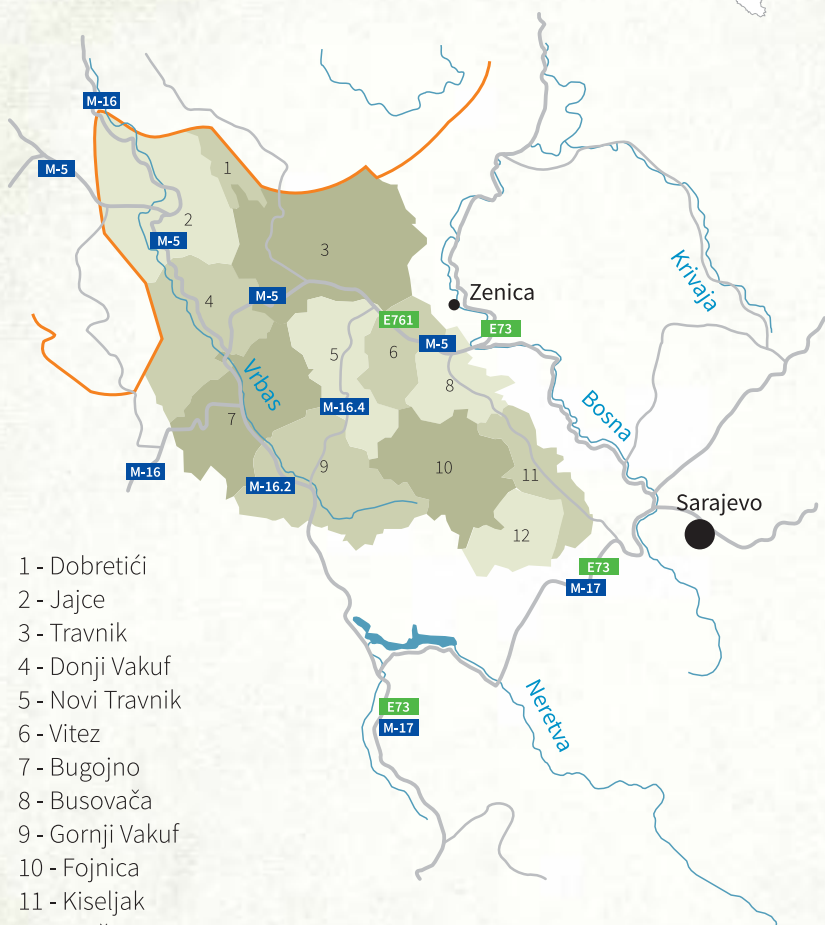 M-16
M-5
1
2
M-5
3
Krivaja
4
M-5
Zenica
E761
E73
5
6
M-5
Vrbas
8
M-16.4
Bosna
7
9
10
11
M-16
M-16.2
Sarajevo
12
E73
M-17
Neretva
E73
M-17
1 - Dobretići
2 - Jajce
3 - Travnik
4 - Donji Vakuf
5 - Novi Travnik
6 - Vitez
7 - Bugojno
8 - Busovača
9 - Gornji Vakuf
10 - Fojnica
11 - Kiseljak